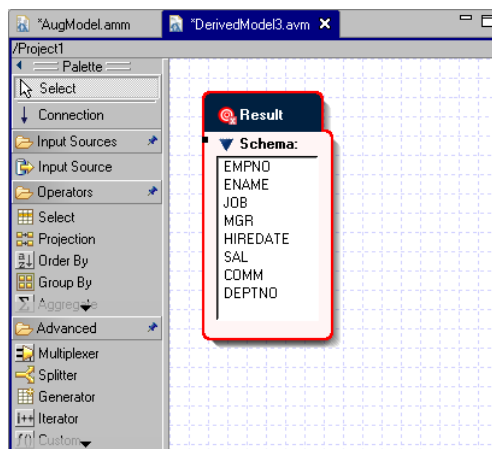 *AugModel.amm
*DerivedModel3.avm
/Project1
Palette
Select
Connection
Input Sources
Input Source
Operators
Select
Projection
Order By
Group By
Aggregate
Advanced
Multiplexer
Splitter
Generator
Iterator
Custom
Result
Schema:
EMPNO
ENAME
JOB
MGR
HIREDATE
SAL
COMM
DEPTNO